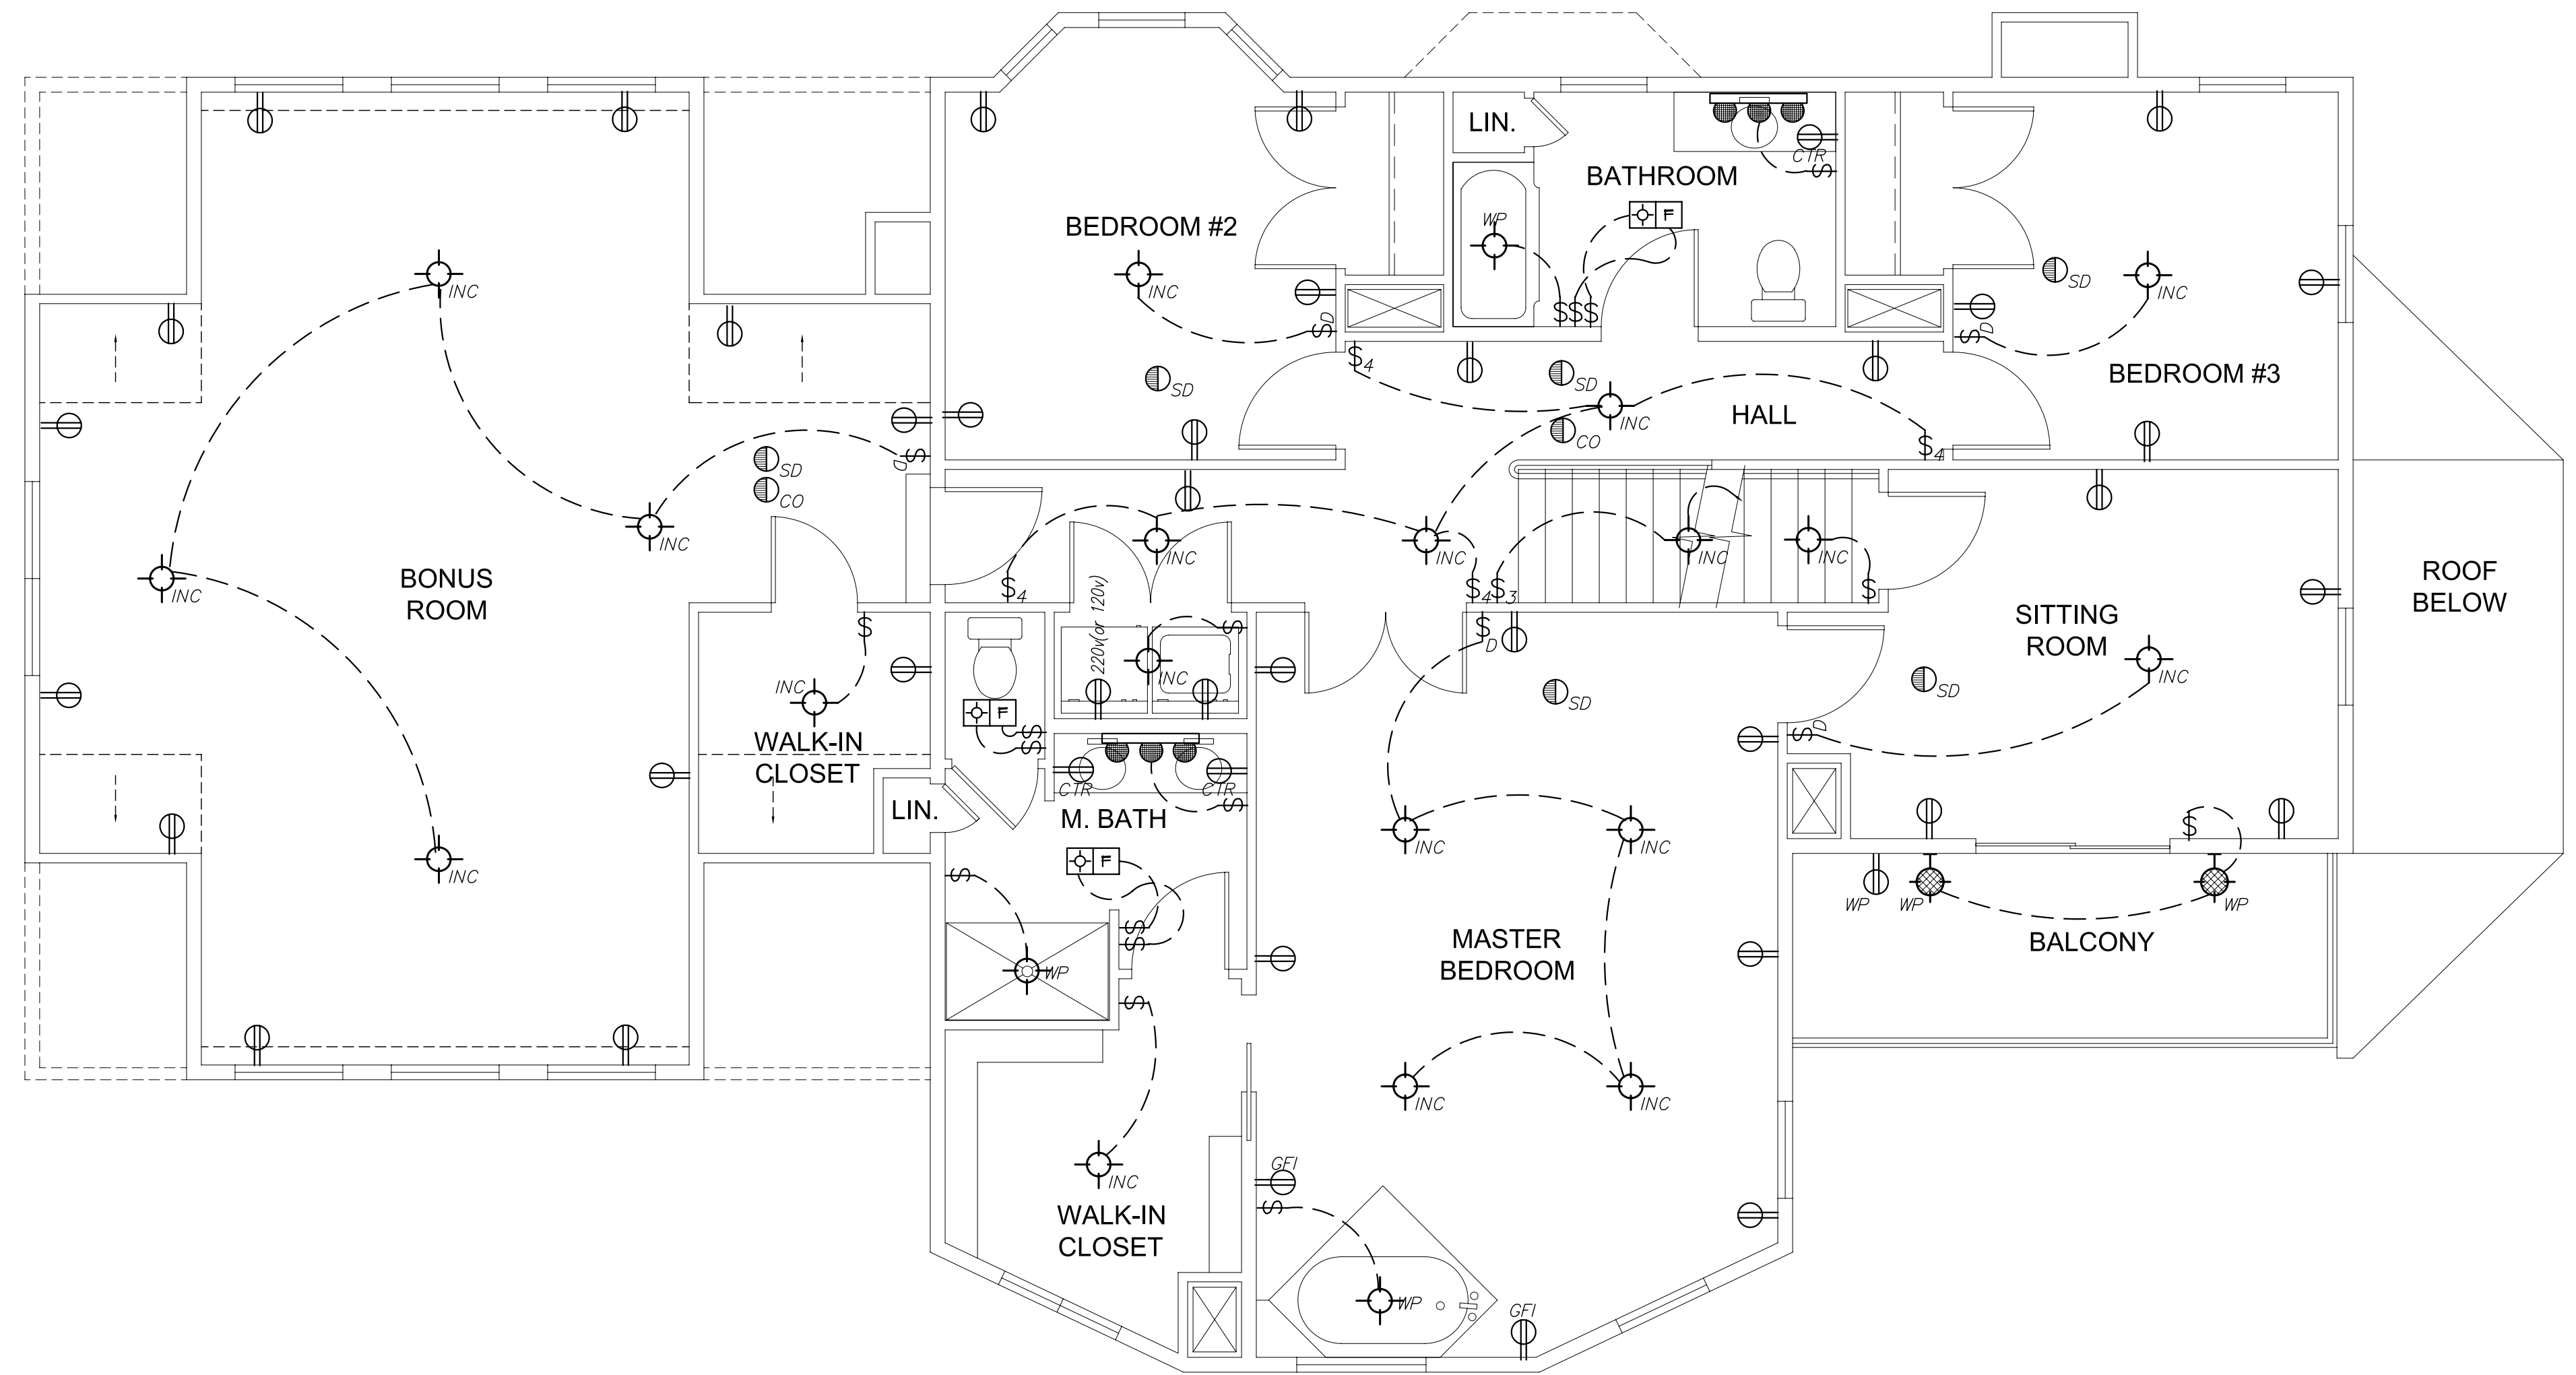 LIN.
CTR
$
BATHROOM
WP
F
BEDROOM #2
INC
INC
SD
INC
$$$
$
D
$
D
$4
SD
SD
BEDROOM #3
INC
HALL
CO
$4
$
D
SD
CO
INC
INC
INC
INC
INC
$4
$4
$3
$
BONUS
ROOM
INC
220v(or 120v)
$
$
$
D
INC
SITTING
ROOM
INC
ROOF
BELOW
INC
SD
SD
F
$
$
WALK-IN
CLOSET
$
D
CTR
CTR
$
LIN.
M. BATH
$
INC
INC
INC
F
$
WP
WP
WP
$
$
MASTER
BEDROOM
BALCONY
WP
$
INC
INC
INC
GFI
$
WALK-IN
CLOSET
WP
GFI